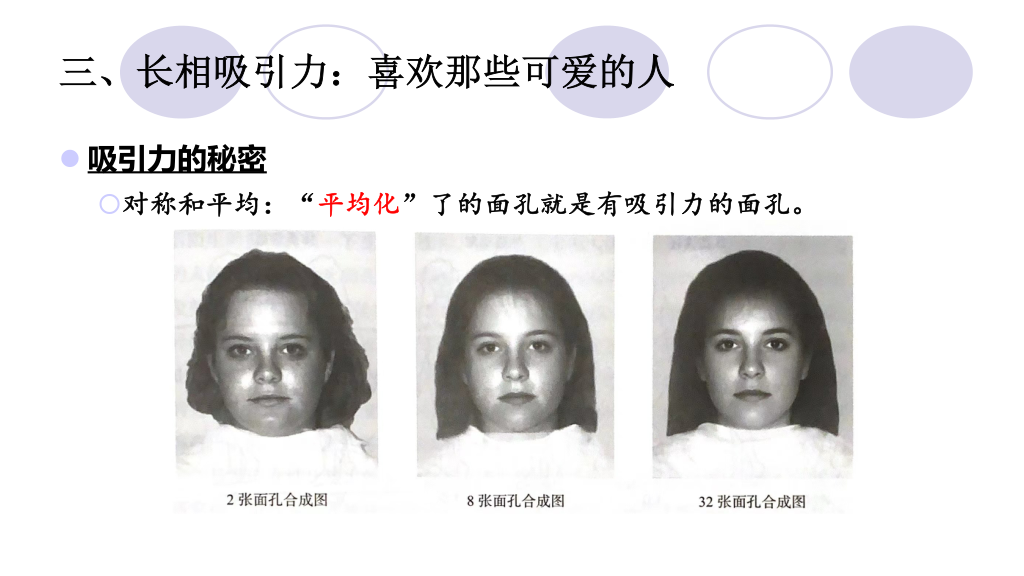 三、长相吸引力：喜欢那些可爱的人
吸引力的秘密
对称和平均：“平均化”了的面孔就是有吸引力的面孔。
2 张面孔合成图
8 张面孔合成图
32 张面孔合成图